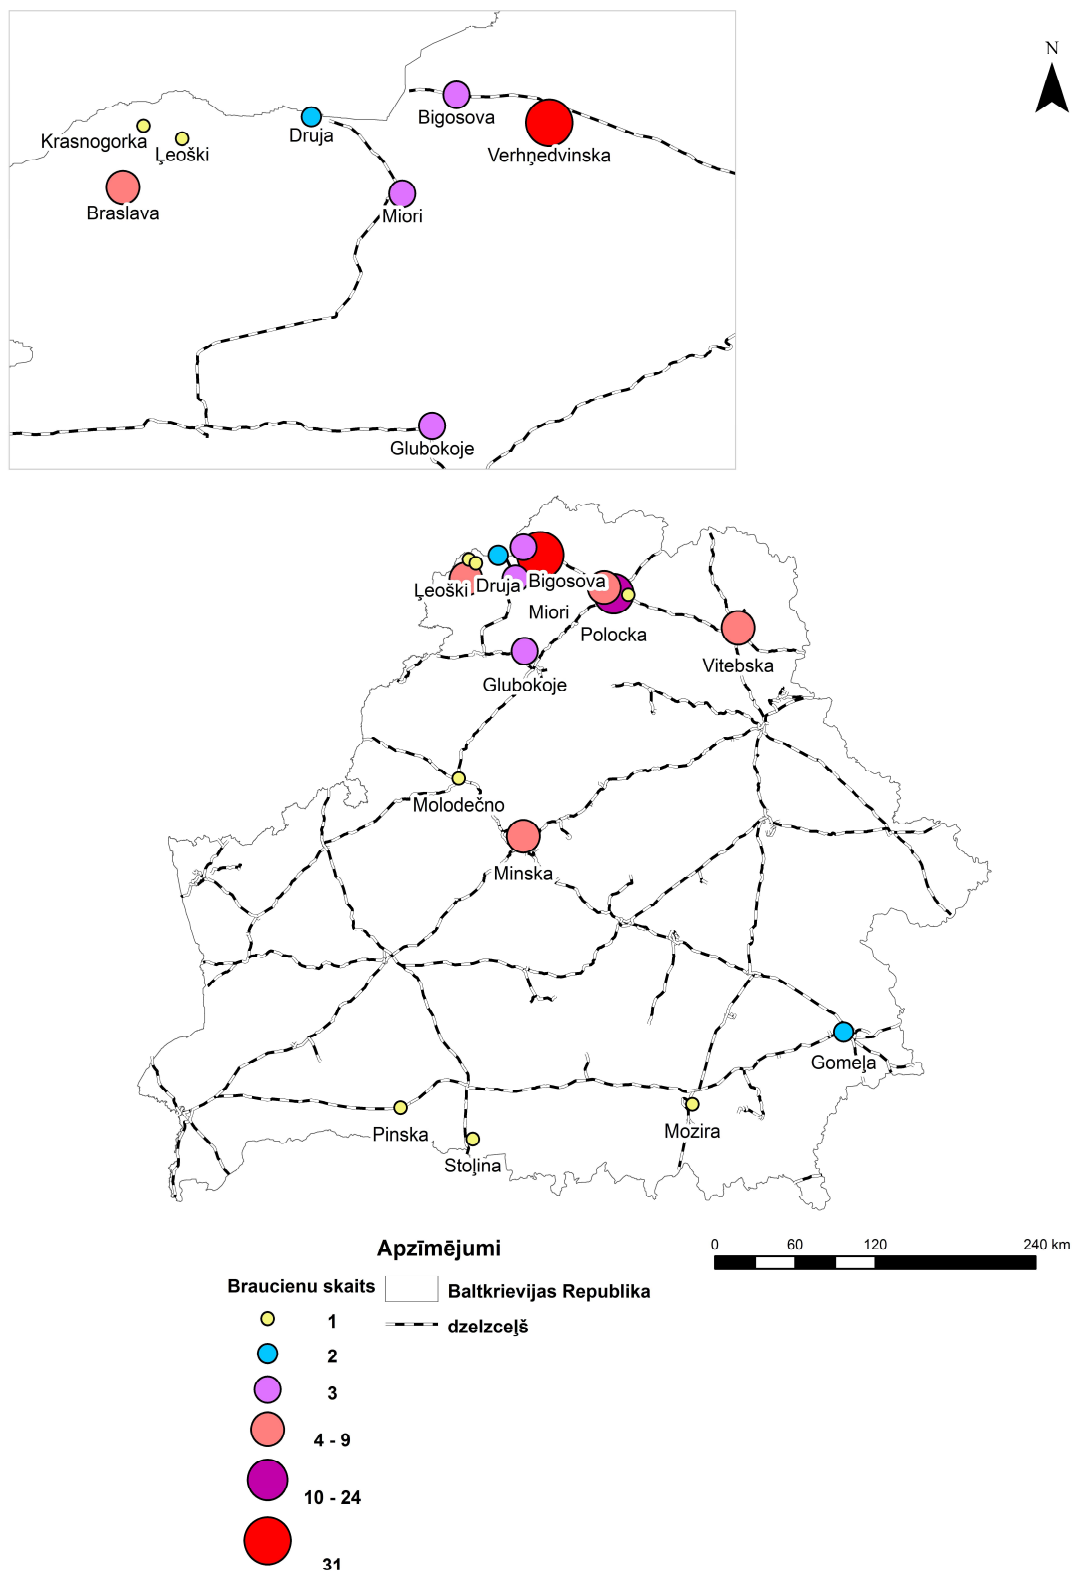 N
Bigosova
Druja
Krasnogorka
Ļeoški
Verhņedvinska
Braslava
Miori
Glubokoje
Ļeoški
Druja
Bigosova
Miori
Polocka
Vitebska
Glubokoje
Molodečno
Minska
Gomeļa
Pinska
Mozira
Stoļina
Apzīmējumi
0 60 120 240 km
Braucienu skaits
Baltkrievijas Republika
1
dzelzceļš
2
3
4 - 9
10 - 24
31